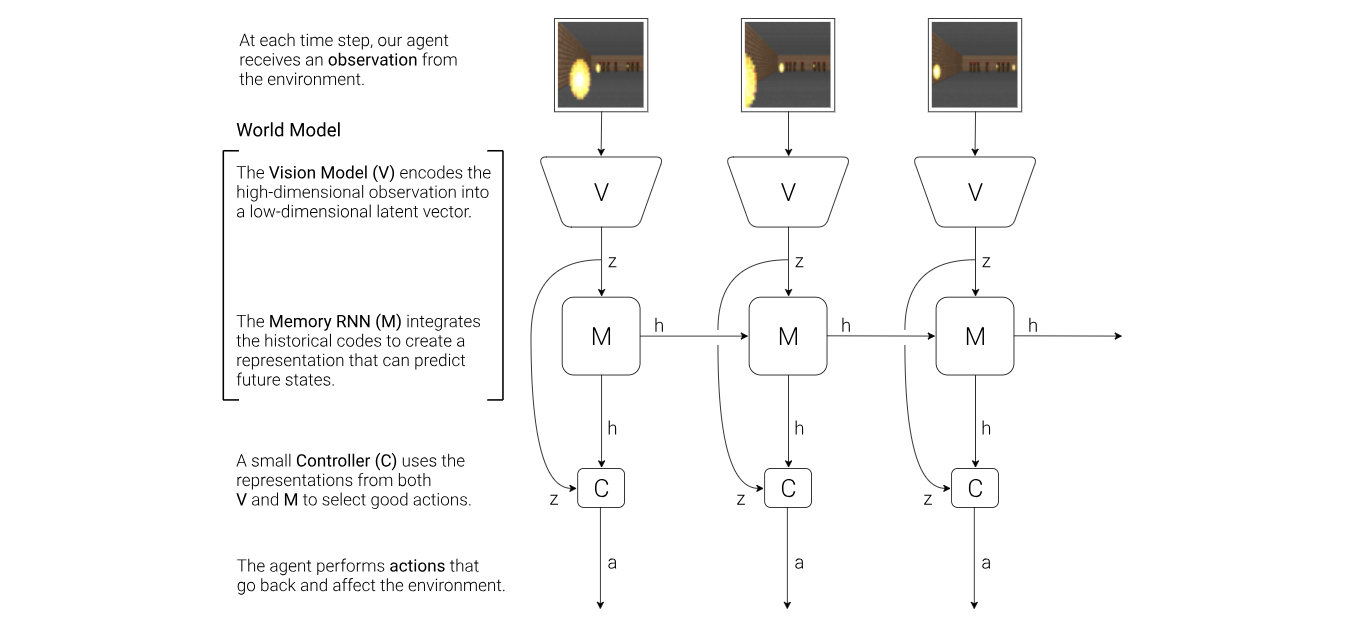 At each time step, our agent
receives an observation from
the environment.
World Model
The Vision Model (V) encodes the
high-dimensional observation into
a low-dimensional latent vector.
V V V
z z z
The Memory RNN (M) integrates
the historical codes to create a
representation that can predict
future states.
M h M h M h
h h h
A small Controller (C) uses the
representations from both
V and M to select good actions.
z C z C z C
The agent performs actions that
go back and affect the environment.
a a a